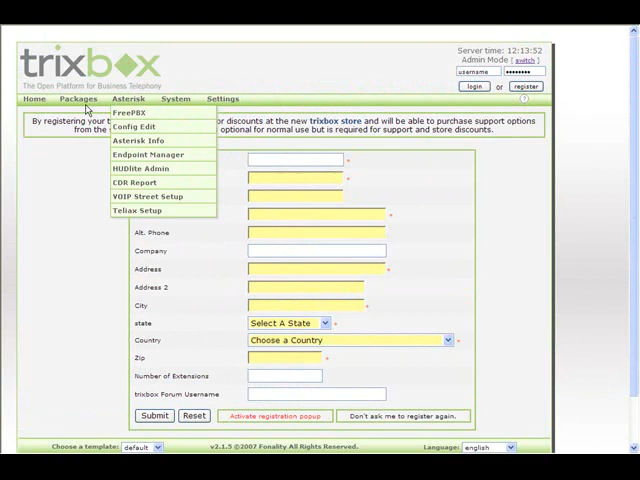 trixbox
The Open Platform for Business Telephony
Server time: 12:13:52
Admin Mode [ switch ]
username
login or register
Home Packages Asterisk System Settings
?
FreePBX
Config Edit
Asterisk Info
Endpoint Manager
HUDlite Admin
CDR Report
VOIP Street Setup
Teliax Setup
By registering your t
for discounts at the new trixbox store and will be able to purchase support options
from the s
optional for normal use but is required for support and store discounts.
*
*
*
Alt. Phone
Company
Address *
Address 2
City *
state Select A State *
Country Choose a Country *
Zip *
Number of Extensions
trixbox Forum Username
Submit Reset Activate registration popup Don't ask me to register again.
Choose a template: default v2.1.5 ©2007 Fonality All Rights Reserved. Language: english